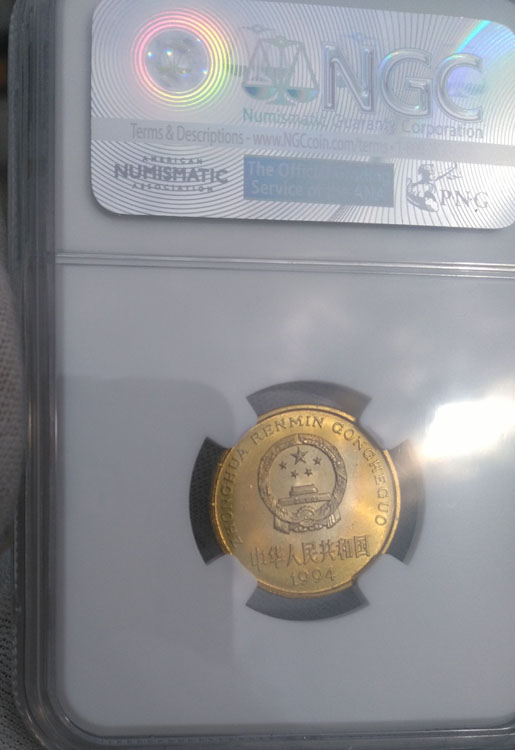 NGC
Numismatic Guaranty Corporation
Terms & Descriptions - www.NGCcoin.com/terms
AMERICAN
NUMISMATIC
ASSOCIATION
The Official
Service of the ANA
PNG
ZHONGHUA RENMIN GONGHEGUO
中华人民共和国
1994